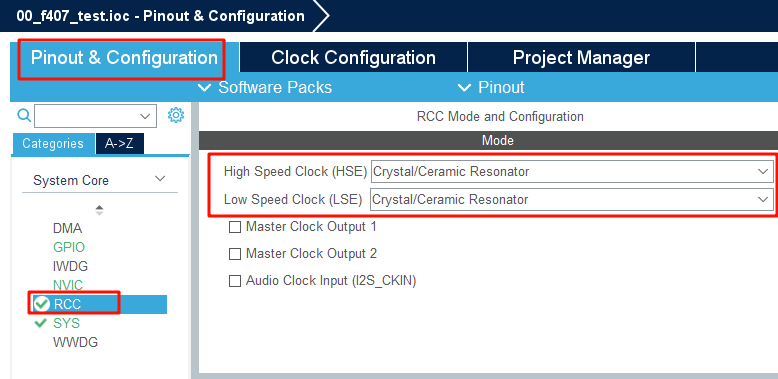 00_f407_test.ioc - Pinout & Configuration
Pinout & Configuration Clock Configuration Project Manager
Software Packs Pinout
RCC Mode and Configuration
Categories A->Z
Mode
System Core
High Speed Clock (HSE) Crystal/Ceramic Resonator
Low Speed Clock (LSE) Crystal/Ceramic Resonator
DMA
GPIO
IWDG
NVIC
RCC
SYS
WWDG
Master Clock Output 1
Master Clock Output 2
Audio Clock Input (I2S_CKIN)